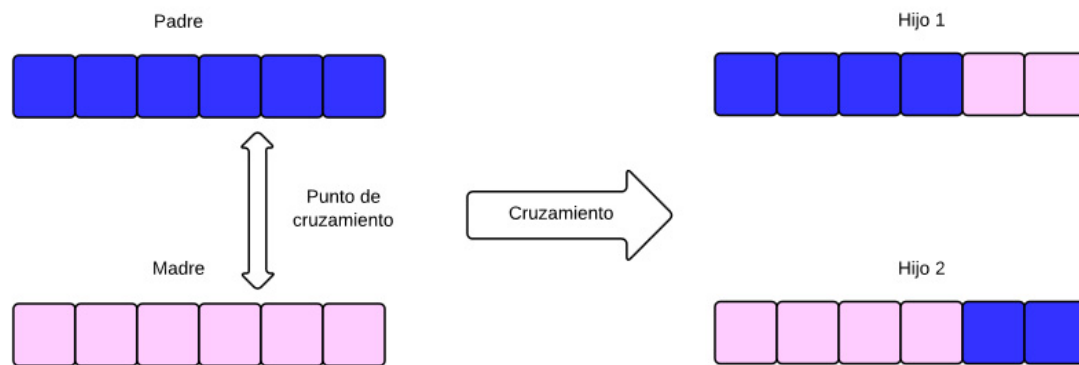 Padre
Hijo 1
Punto de
cruzamiento
Cruzamiento
Madre
Hijo 2